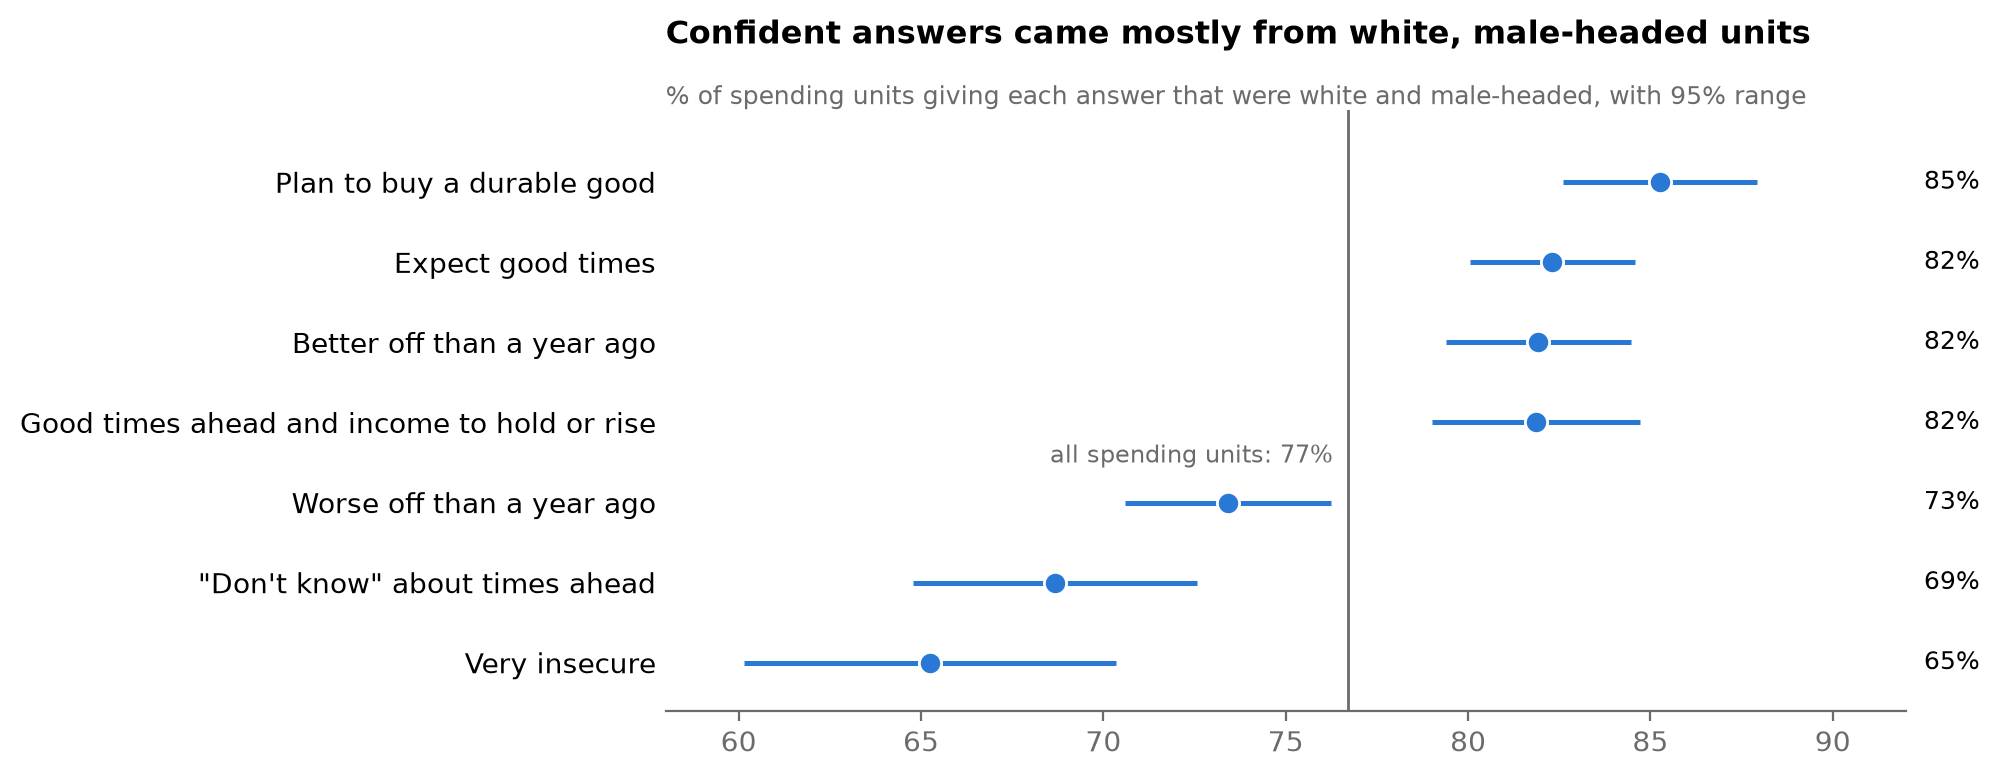 Confident answers came mostly from white, male-headed units
% of spending units giving each answer that were white and male-headed, with 95% range
Plan to buy a durable good 85%
Expect good times 82%
Better off than a year ago 82%
Good times ahead and income to hold or rise 82%
all spending units: 77%
Worse off than a year ago 73%
"Don't know" about times ahead 69%
Very insecure 65%
60 65 70 75 80 85 90